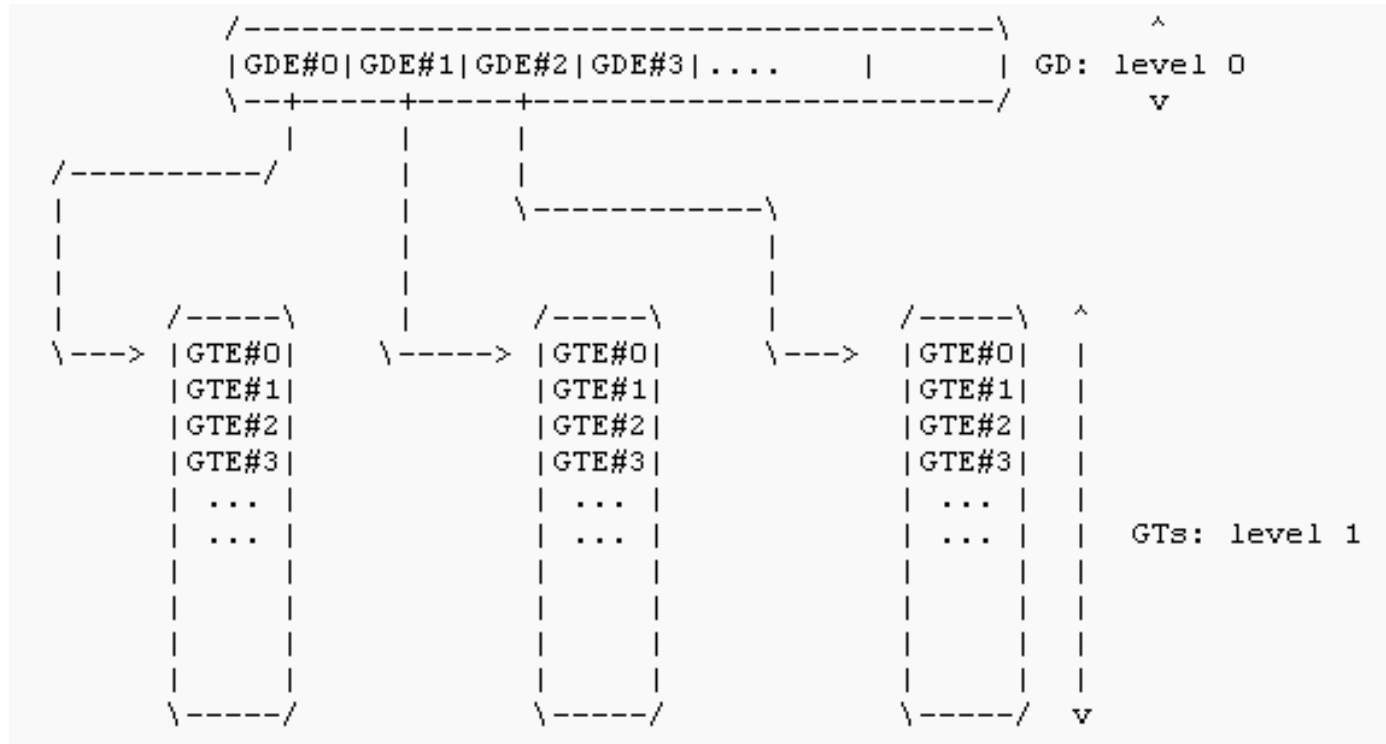 /---------------------------------------\ ^
|GDE#0|GDE#1|GDE#2|GDE#3|.... | | GD: level 0
\--+-----+-----+------------------------/ v
| | |
/----------/ | |
| | \------------\
| | |
| | |
| /-----\ | /-----\ | /-----\ ^
\---> |GTE#0| \-----> |GTE#0| \---> |GTE#0| |
|GTE#1| |GTE#1| |GTE#1| |
|GTE#2| |GTE#2| |GTE#2| |
|GTE#3| |GTE#3| |GTE#3| |
| ... | | ... | | ... | |
| ... | | ... | | ... | | GTs: level 1
| | | | | | |
| | | | | | |
| | | | | | |
| | | | | | |
\-----/ \-----/ \-----/ v